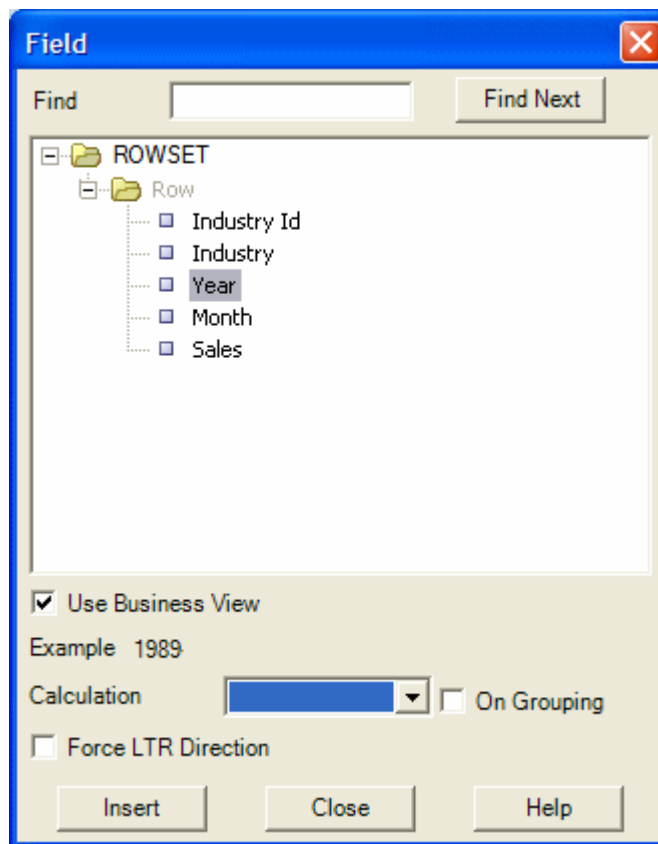 Field
Find Find Next
ROWSET
Row
Industry Id
Industry
Year
Month
Sales
Use Business View
Example 1989
Calculation On Grouping
Force LTR Direction
Insert Close Help